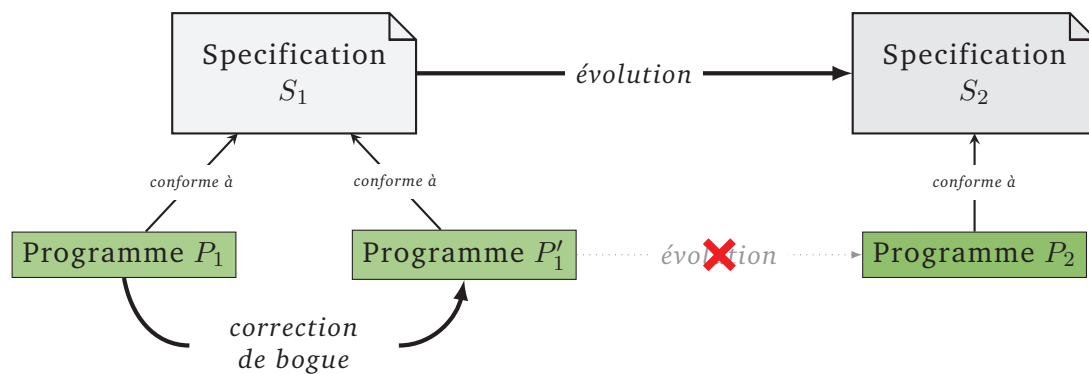 Specification
S₁
évolution
Specification
S₂
conforme à
conforme à
conforme à
Programme P₁
Programme P′₁
évolution
Programme P₂
correction
de bogue